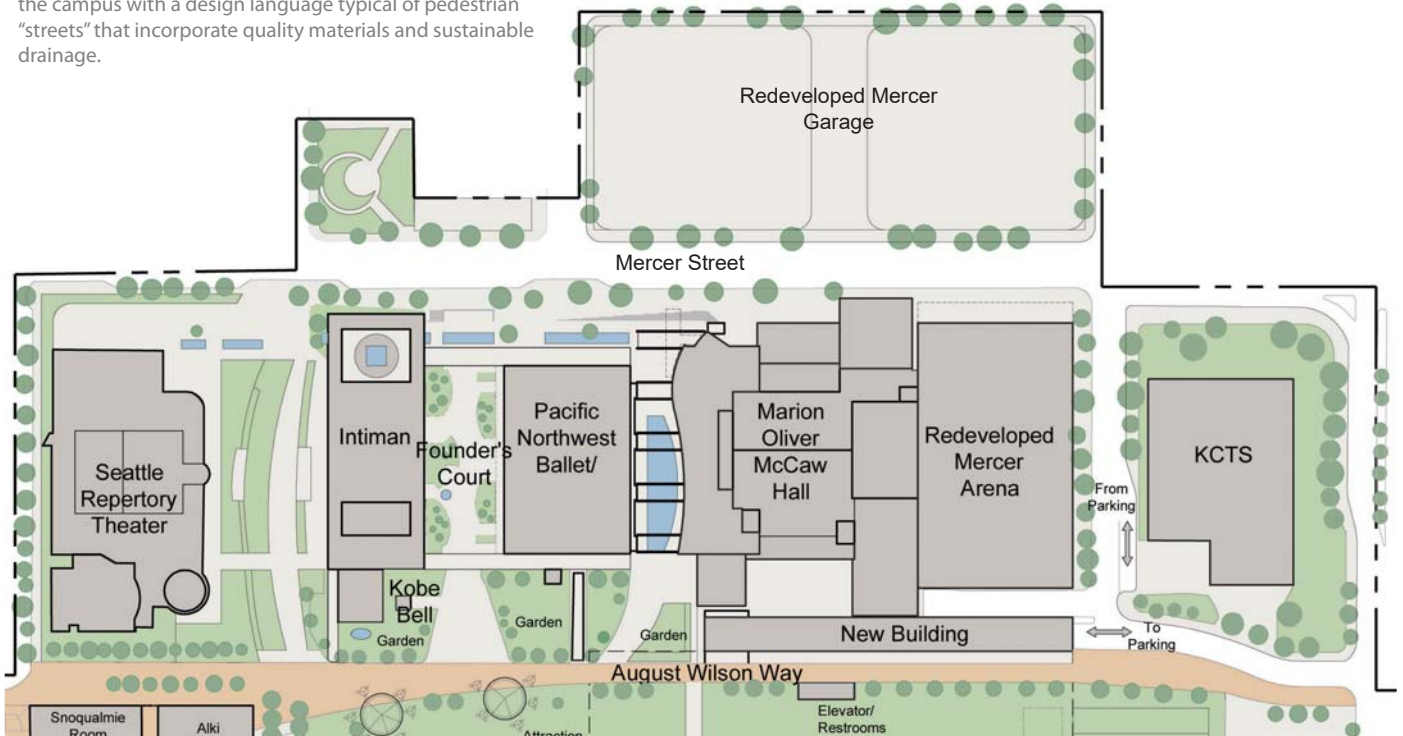 the campus with a design language typical of pedestrian
“streets” that incorporate quality materials and sustainable
drainage.
Redeveloped Mercer
Garage
Mercer Street
Seattle
Repertory
Theater
Intiman
Founder's
Court
Pacific
Northwest
Ballet/
Marion
Oliver
McCaw
Hall
Redeveloped
Mercer
Arena
KCTS
From
Parking
To
Parking
Kobe
Bell
Garden
Garden
Garden
New Building
August Wilson Way
Snoqualmie
Room
Alki
Attraction
Elevator/
Restrooms